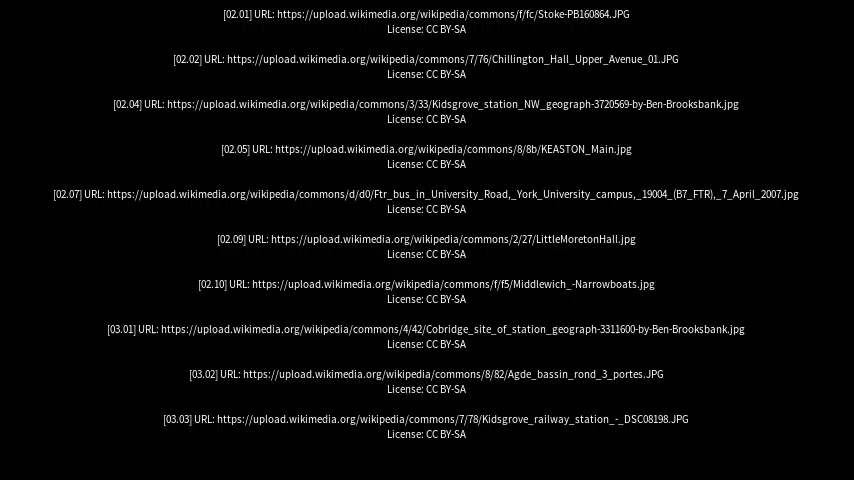 [02.01] URL: https://upload.wikimedia.org/wikipedia/commons/f/fc/Stoke-PB160864.JPG
License: CC BY-SA
[02.02] URL: https://upload.wikimedia.org/wikipedia/commons/7/76/Chillington_Hall_Upper_Avenue_01.JPG
License: CC BY-SA
[02.04] URL: https://upload.wikimedia.org/wikipedia/commons/3/33/Kidsgrove_station_NW_geograph-3720569-by-Ben-Brooksbank.jpg
License: CC BY-SA
[02.05] URL: https://upload.wikimedia.org/wikipedia/commons/8/8b/KEASTON_Main.jpg
License: CC BY-SA
[02.07] URL: https://upload.wikimedia.org/wikipedia/commons/d/d0/Ftr_bus_in_University_Road,_York_University_campus,_19004_(B7_FTR),_7_April_2007.jpg
License: CC BY-SA
[02.09] URL: https://upload.wikimedia.org/wikipedia/commons/2/27/LittleMoretonHall.jpg
License: CC BY-SA
[02.10] URL: https://upload.wikimedia.org/wikipedia/commons/f/f5/Middlewich_-Narrowboats.jpg
License: CC BY-SA
[03.01] URL: https://upload.wikimedia.org/wikipedia/commons/4/42/Cobridge_site_of_station_geograph-3311600-by-Ben-Brooksbank.jpg
License: CC BY-SA
[03.02] URL: https://upload.wikimedia.org/wikipedia/commons/8/82/Agde_bassin_rond_3_portes.JPG
License: CC BY-SA
[03.03] URL: https://upload.wikimedia.org/wikipedia/commons/7/78/Kidsgrove_railway_station_-_DSC08198.JPG
License: CC BY-SA